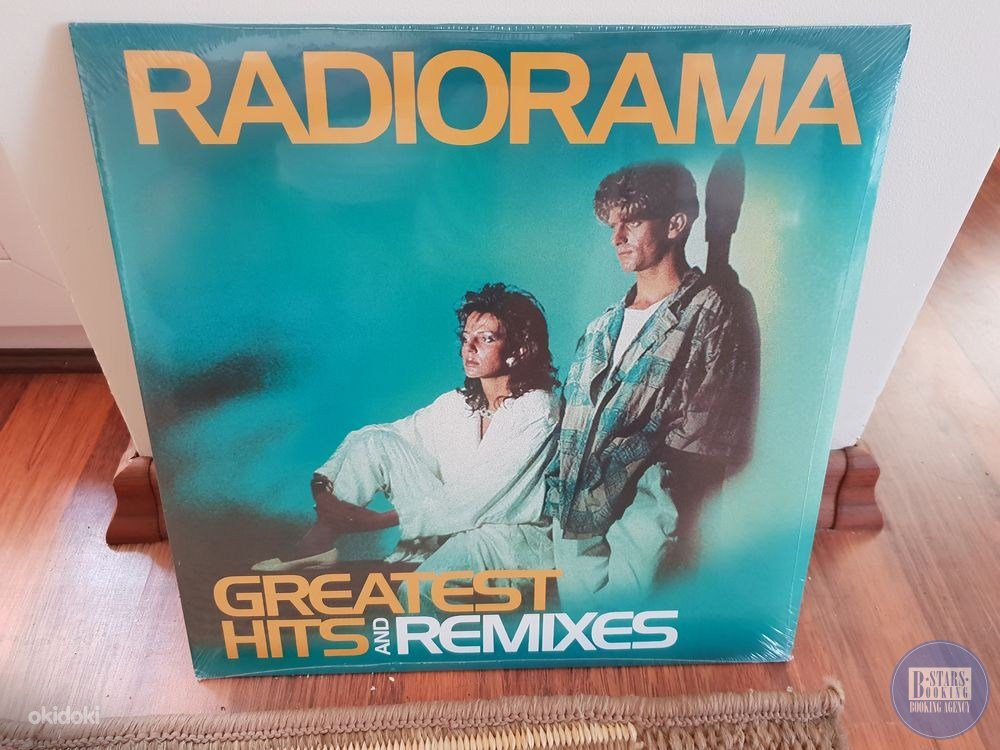 RADIORAMA
GREATEST
HITS AND REMIXES
okidoki
B-STARS-
BOOKING
BOOKING AGENCY